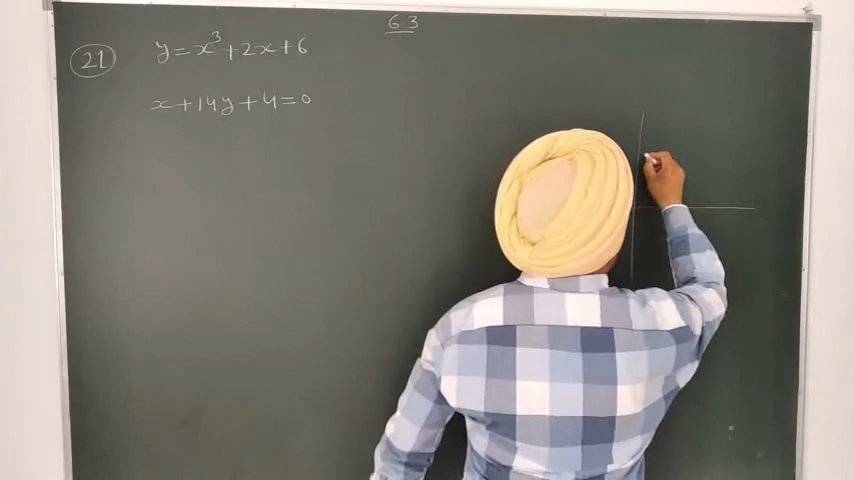 6 3
21 y = x³ + 2x + 6
x + 14y + 4 = 0